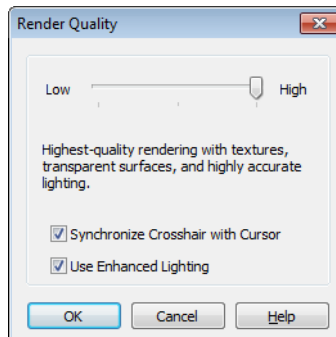 Render Quality
Low High
Highest-quality rendering with textures,
transparent surfaces, and highly accurate
lighting.
Synchronize Crosshair with Cursor
Use Enhanced Lighting
OK Cancel Help